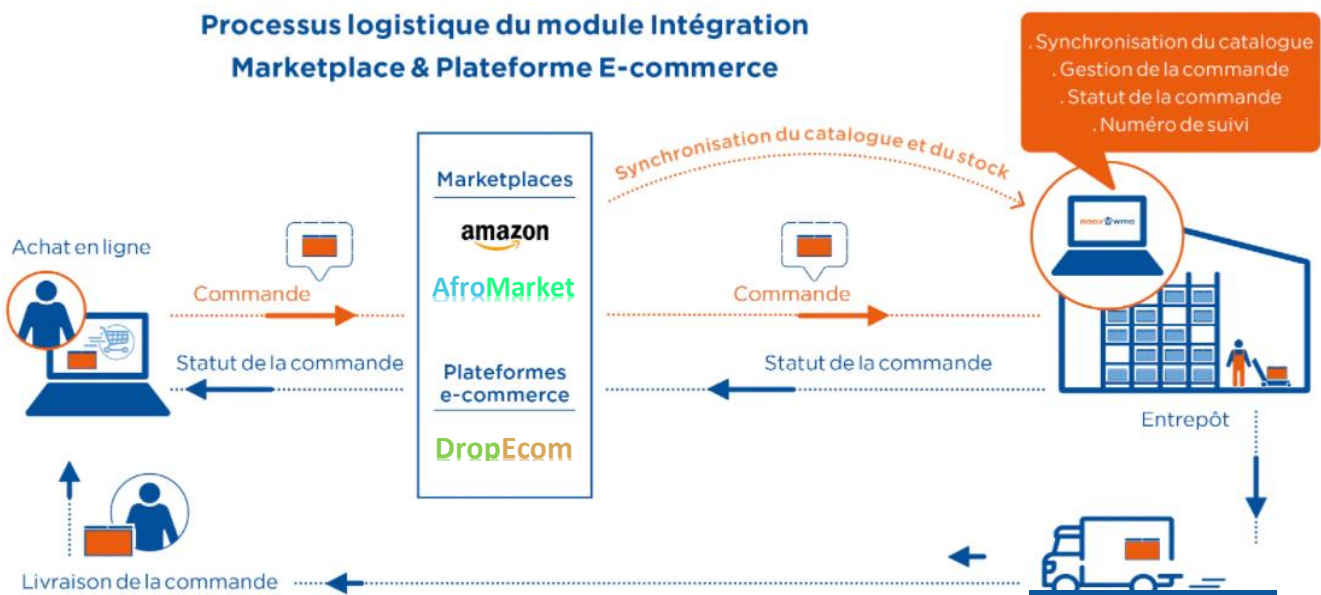 Processus logistique du module Intégration
Marketplace & Plateforme E-commerce
. Synchronisation du catalogue
. Gestion de la commande
. Statut de la commande
. Numéro de suivi
Synchronisation du catalogue et du stock
Marketplaces
amazon
AfroMarket
Plateformes
e-commerce
DropEcom
Achat en ligne
Commande
Statut de la commande
Commande
Statut de la commande
Entrepôt
Livraison de la commande